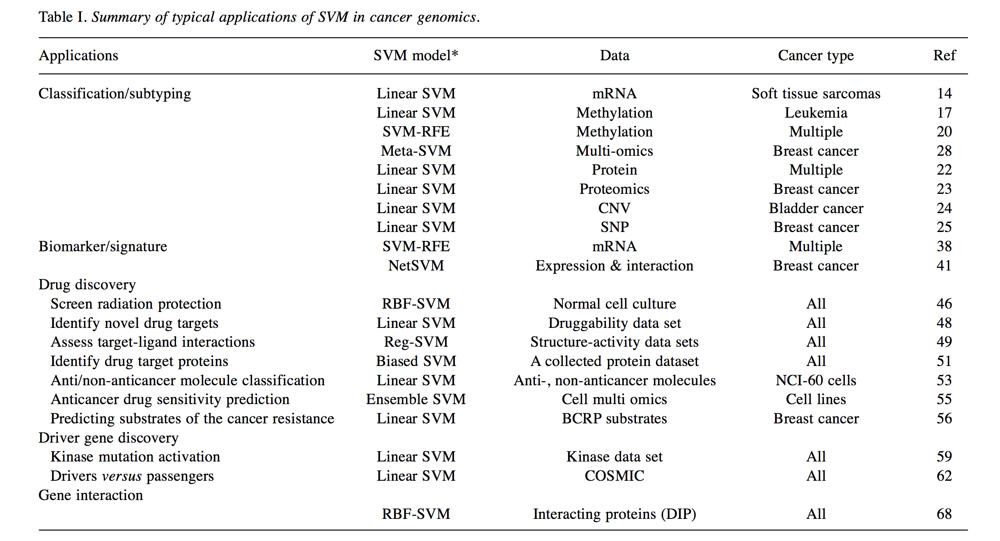 Table I. Summary of typical applications of SVM in cancer genomics.
Applications SVM model* Data Cancer type Ref
Classification/subtyping Linear SVM mRNA Soft tissue sarcomas 14
Linear SVM Methylation Leukemia 17
SVM-RFE Methylation Multiple 20
Meta-SVM Multi-omics Breast cancer 28
Linear SVM Protein Multiple 22
Linear SVM Proteomics Breast cancer 23
Linear SVM CNV Bladder cancer 24
Linear SVM SNP Breast cancer 25
Biomarker/signature SVM-RFE mRNA Multiple 38
NetSVM Expression & interaction Breast cancer 41
Drug discovery
Screen radiation protection RBF-SVM Normal cell culture All 46
Identify novel drug targets Linear SVM Druggability data set All 48
Assess target-ligand interactions Reg-SVM Structure-activity data sets All 49
Identify drug target proteins Biased SVM A collected protein dataset All 51
Anti/non-anticancer molecule classification Linear SVM Anti-, non-anticancer molecules NCI-60 cells 53
Anticancer drug sensitivity prediction Ensemble SVM Cell multi omics Cell lines 55
Predicting substrates of the cancer resistance Linear SVM BCRP substrates Breast cancer 56
Driver gene discovery
Kinase mutation activation Linear SVM Kinase data set All 59
Drivers versus passengers Linear SVM COSMIC All 62
Gene interaction
RBF-SVM Interacting proteins (DIP) All 68